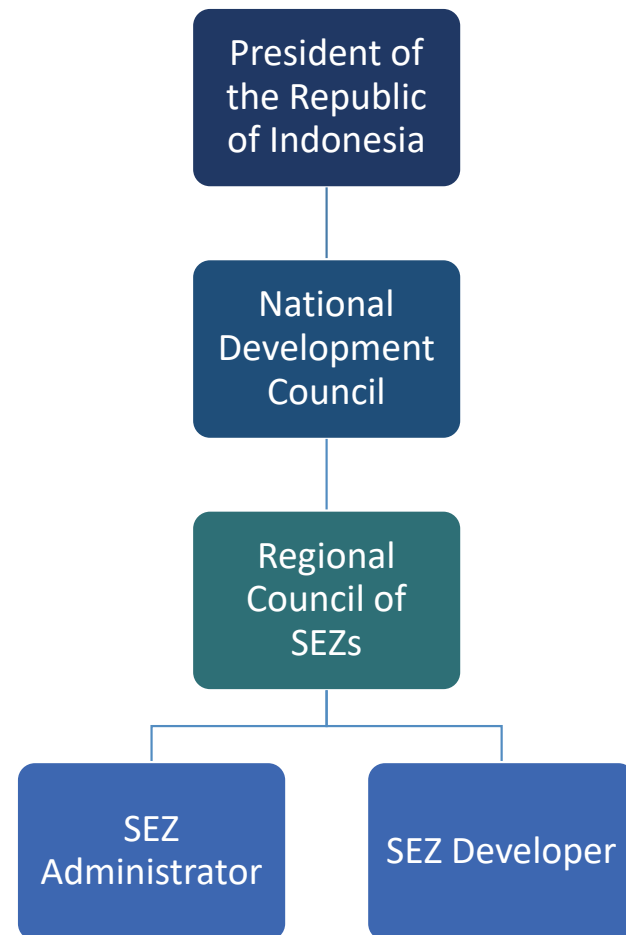 President of
the Republic
of Indonesia
National
Development
Council
Regional
Council of
SEZs
SEZ
Administrator
SEZ Developer